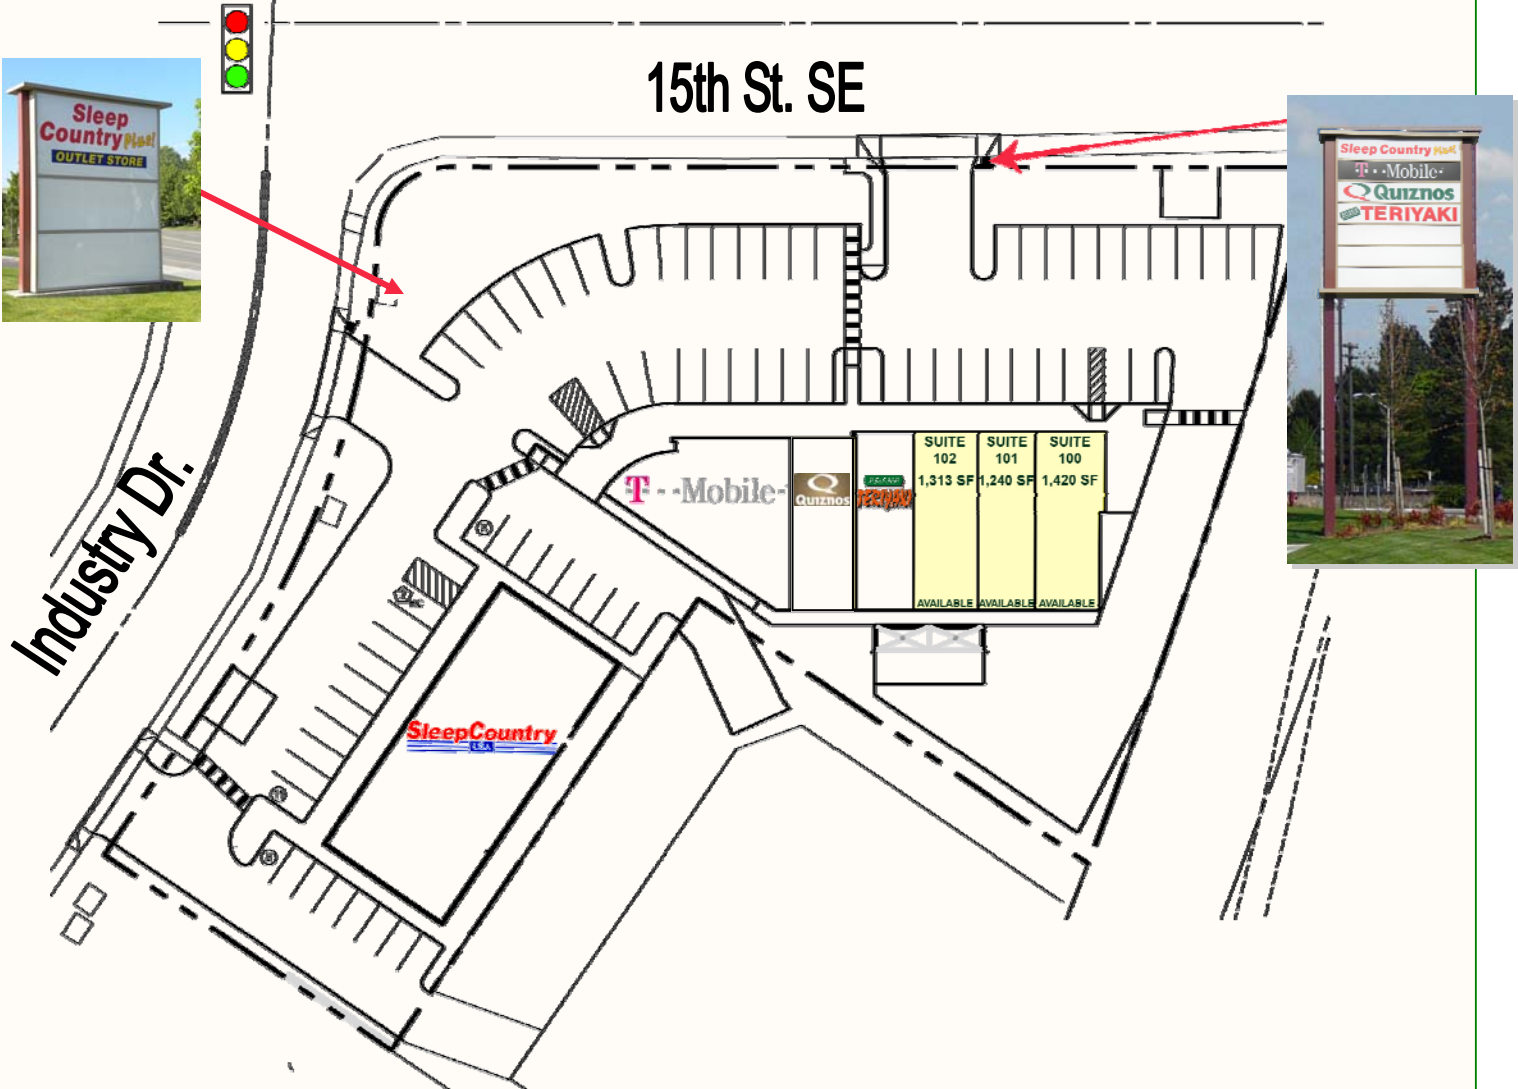 15th St. SE
Sleep
Country Plus!
OUTLET STORE
Sleep Country Plus!
T · · Mobile ·
QUIZNOS
TERIYAKI
Industry Dr.
T · · Mobile ·
QUIZNOS
TERIYAKI
SUITE
102
1,313 SF
AVAILABLE
SUITE
101
1,240 SF
AVAILABLE
SUITE
100
1,420 SF
AVAILABLE
SleepCountry
USA